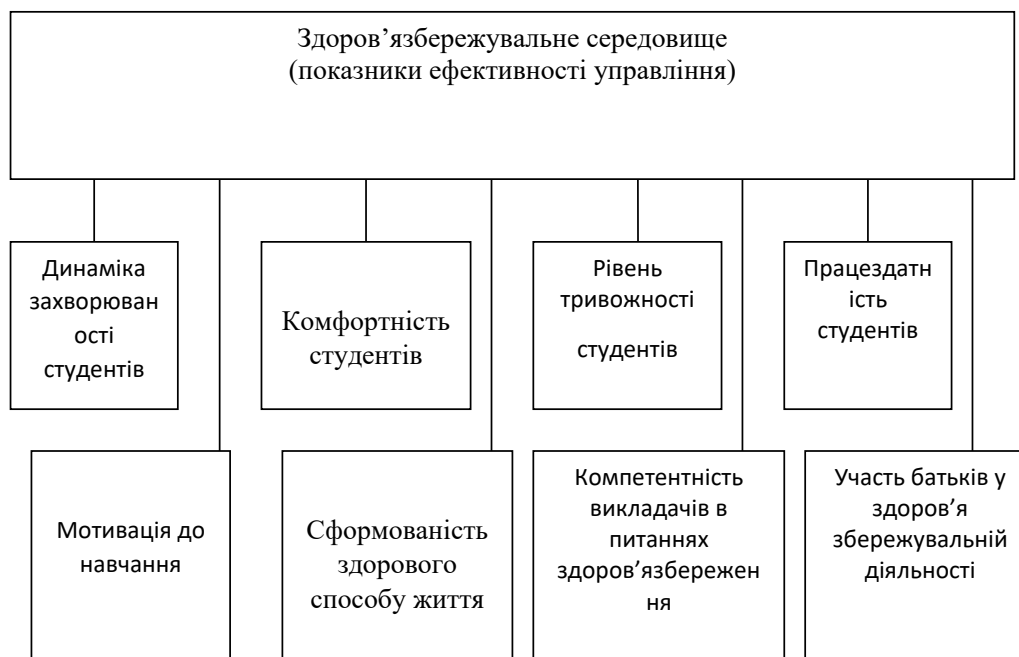 Здоров’язбережувальне середовище
(показники ефективності управління)
Динаміка
захворюван
ості
студентів
Комфортність
студентів
Рівень
тривожності
студентів
Працездатн
ість
студентів
Мотивація до
навчання
Сформованість
здорового
способу життя
Компетентність
викладачів в
питаннях
здоров’язбережен
ня
Участь батьків у
здоров’я
збережувальній
діяльності